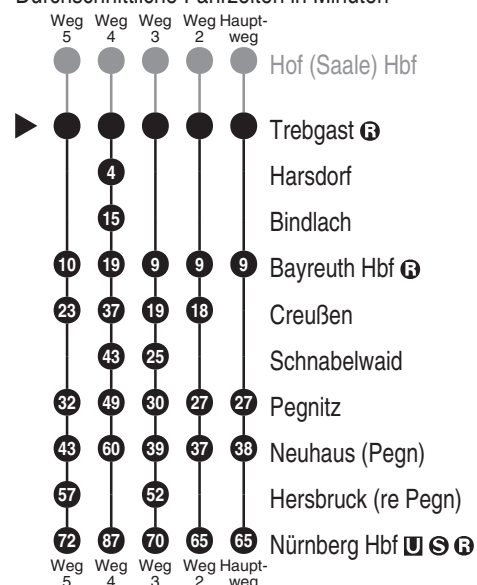 Durchschnittliche Fahrzeiten in Minuten
Weg 5 Weg 4 Weg 3 Weg 2 Haupt-weg
Hof (Saale) Hbf
Trebgast R
4 Harsdorf
15 Bindlach
10 19 9 9 9 Bayreuth Hbf R
23 37 19 18 Creußen
43 25 Schnabelwaid
32 49 30 27 27 Pegnitz
43 60 39 37 38 Neuhaus (Pegn)
57 52 Hersbruck (re Pegn)
72 87 70 65 65 Nürnberg Hbf U S R
Weg 5 Weg 4 Weg 3 Weg 2 Haupt-weg